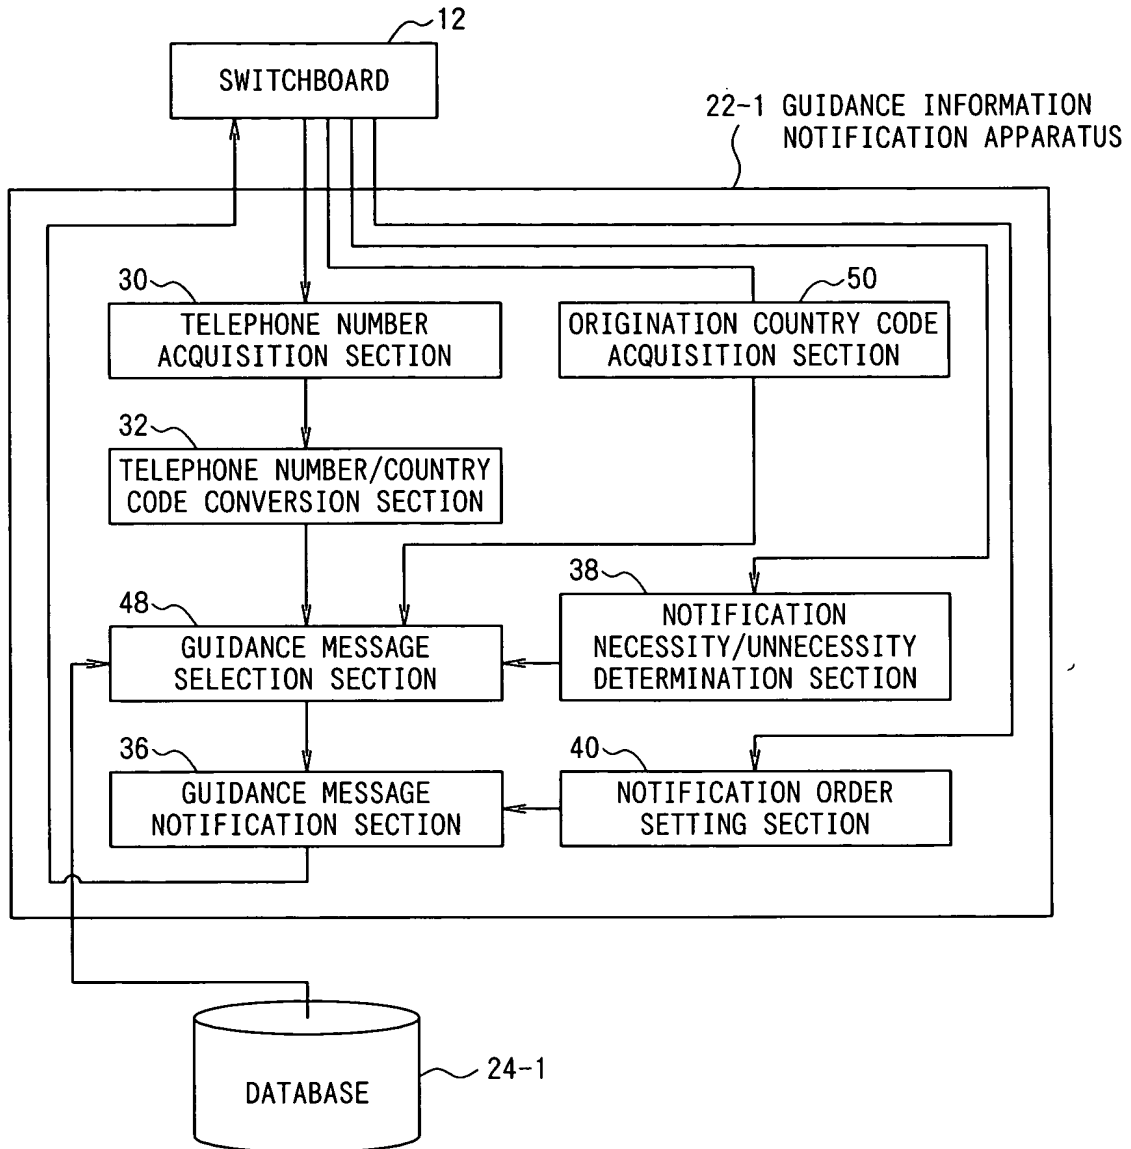 12
SWITCHBOARD
22-1 GUIDANCE INFORMATION
NOTIFICATION APPARATUS
30
TELEPHONE NUMBER
ACQUISITION SECTION
50
ORIGINATION COUNTRY CODE
ACQUISITION SECTION
32
TELEPHONE NUMBER/COUNTRY
CODE CONVERSION SECTION
48
GUIDANCE MESSAGE
SELECTION SECTION
38
NOTIFICATION
NECESSITY/UNNECESSITY
DETERMINATION SECTION
36
GUIDANCE MESSAGE
NOTIFICATION SECTION
40
NOTIFICATION ORDER
SETTING SECTION
DATABASE
24-1